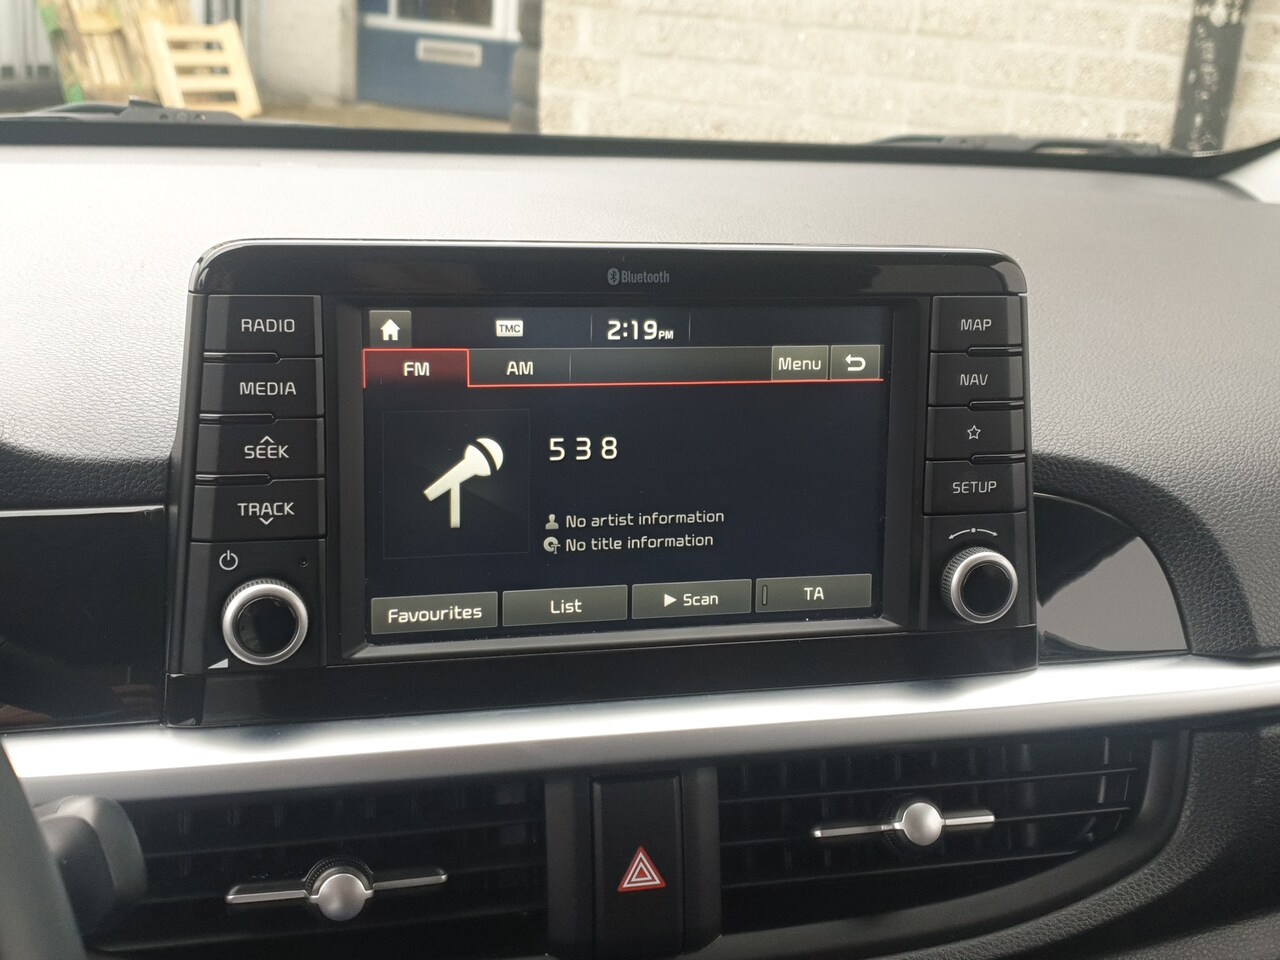 Bluetooth
RADIO
MEDIA
SEEK
TRACK
TMC
2:19PM
FM
AM
Menu
538
No artist information
No title information
Favourites
List
Scan
TA
MAP
NAV
SETUP